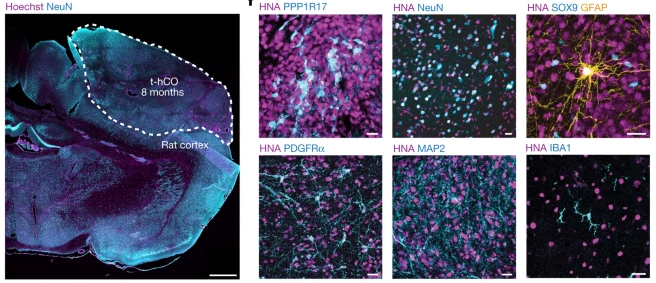 Hoechst NeuN
t-hCO
8 months
Rat cortex
HNA PPP1R17
HNA NeuN
HNA SOX9 GFAP
HNA PDGFRα
HNA MAP2
HNA IBA1